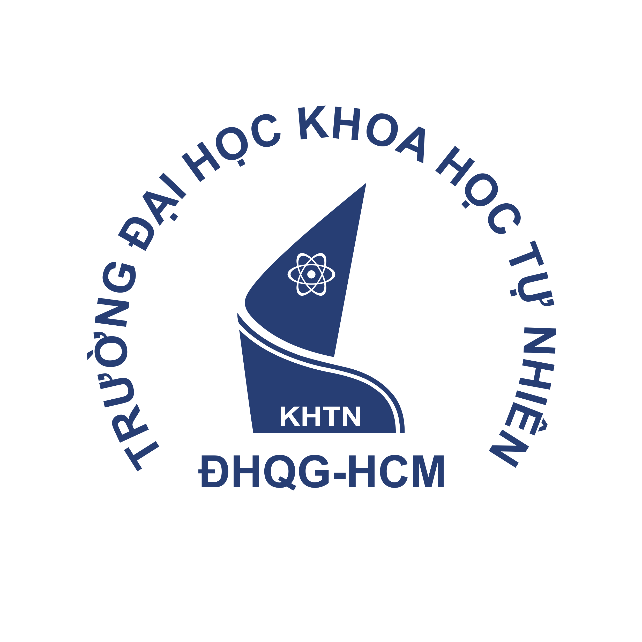 TRƯỜNG ĐẠI HỌC KHOA HỌC TỰ NHIÊN
KHTN
ĐHQG-HCM